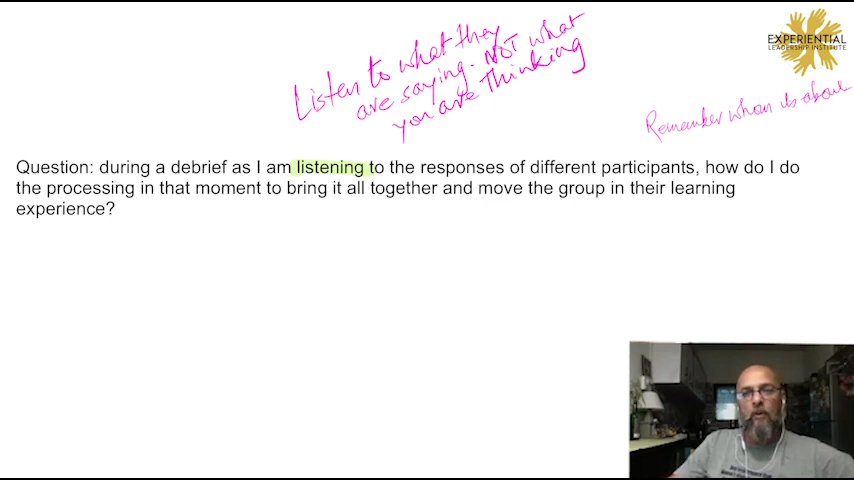 EXPERIENTIAL
LEADERSHIP INSTITUTE
Listen to what they
are saying. NOT what
you are thinking
Remember whom its about
Question: during a debrief as I am listening to the responses of different participants, how do I do
the processing in that moment to bring it all together and move the group in their learning
experience?